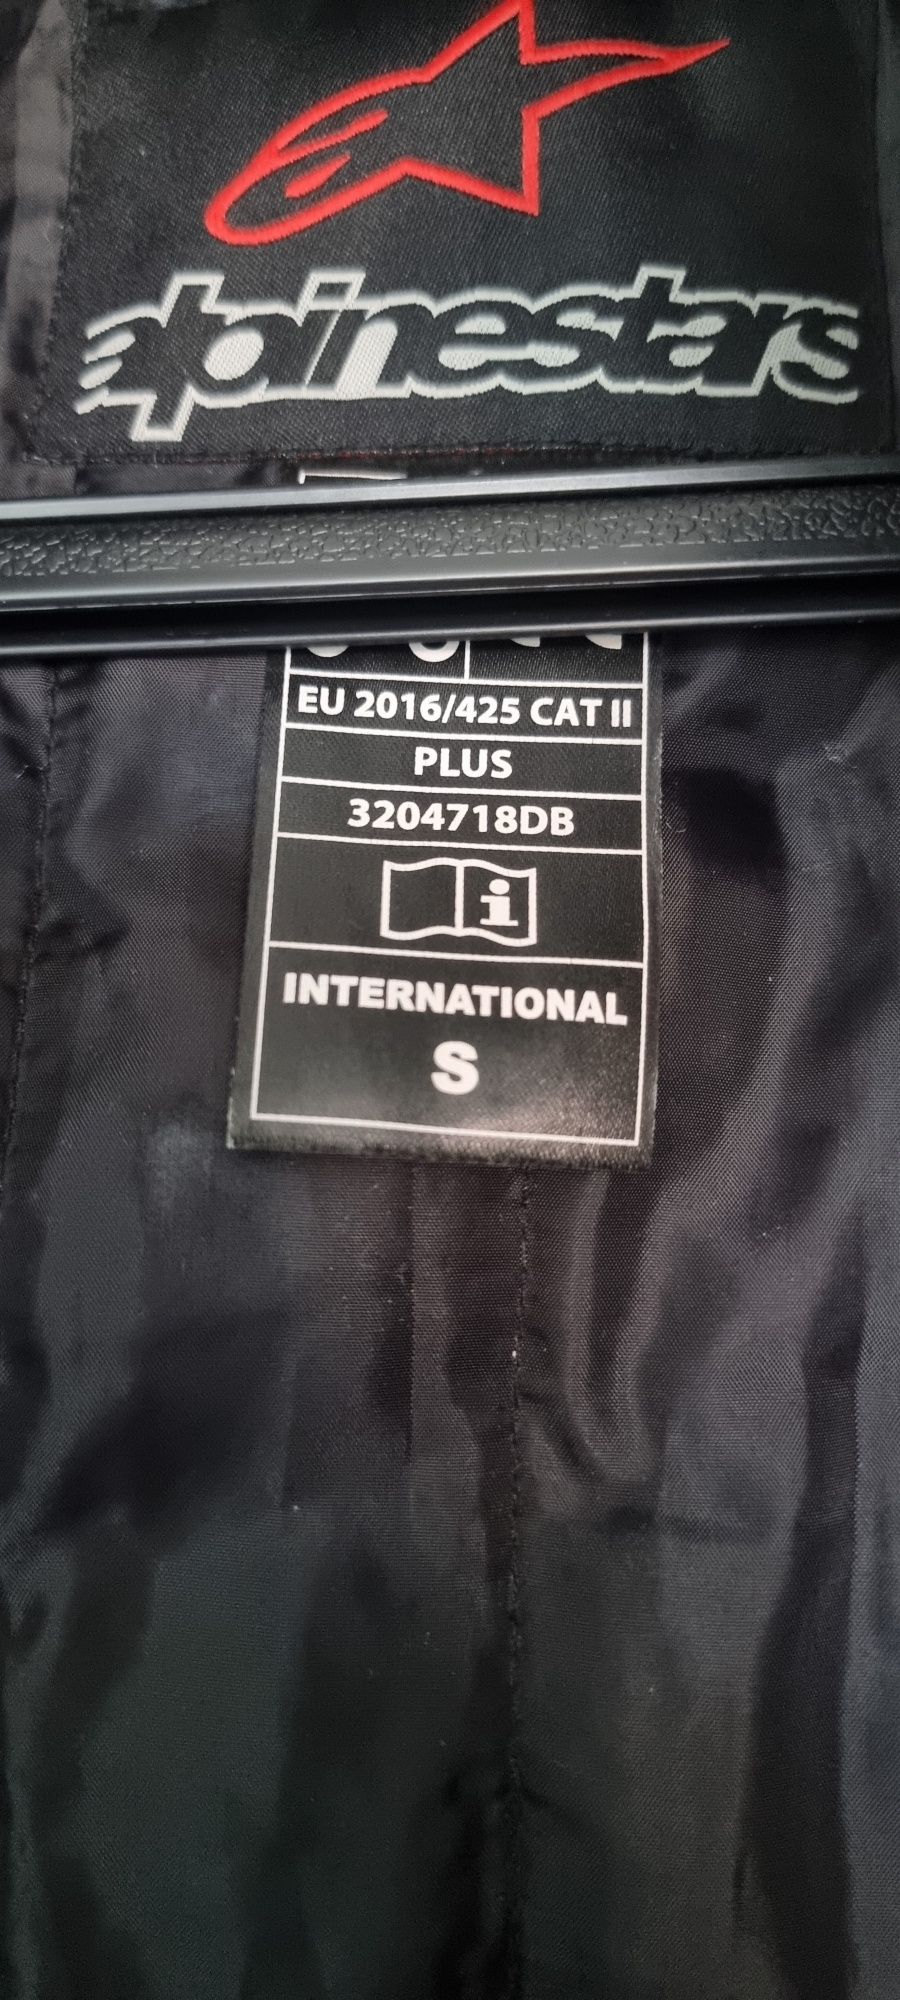 alpinestars
EU 2016/425 CAT II
PLUS
3204718DB
i
INTERNATIONAL
S